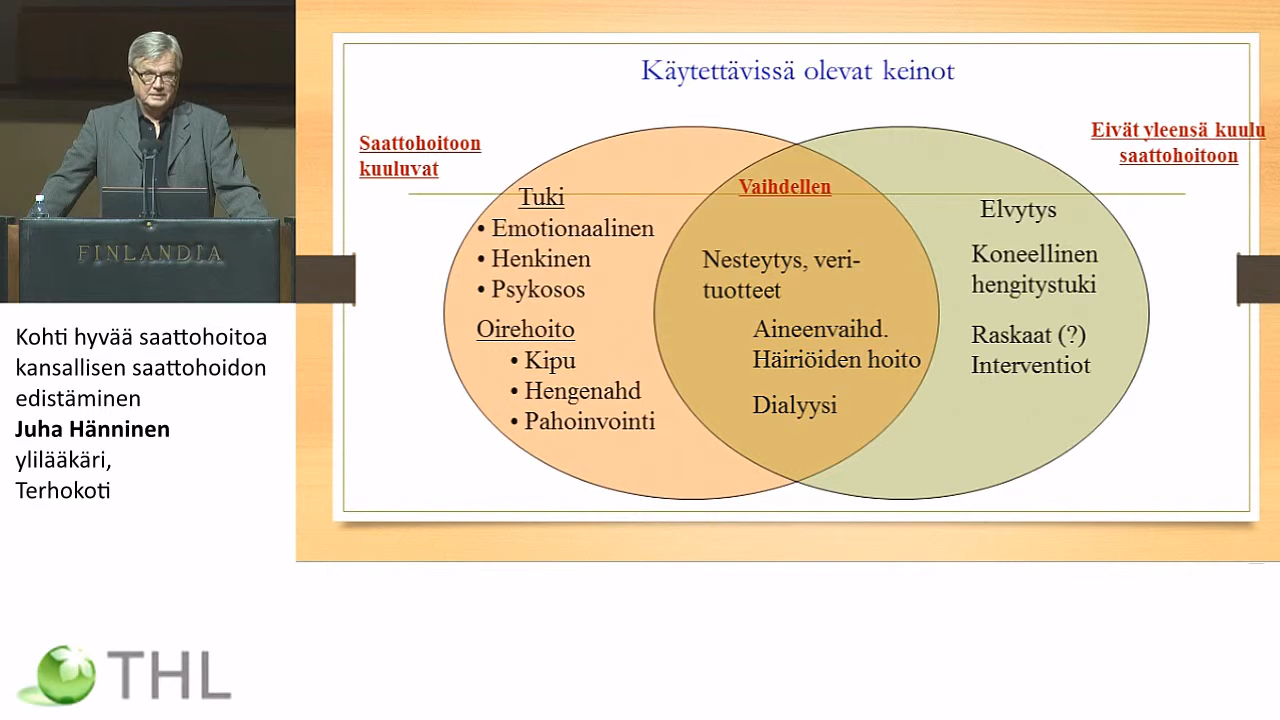 FINLANDIA
Kohti hyvää saattohoitoa
kansallisen saattohoidon
edistäminen
Juha Hänninen
ylilääkäri,
Terhokoti
THL
Käytettävissä olevat keinot
Saattohoitoon
kuuluvat
Tuki
• Emotionaalinen
• Henkinen
• Psykosos
Oirehoito
• Kipu
• Hengenahd
• Pahoinvointi
Vaihdellen
Nesteytys, veri-
tuotteet
Aineenvaihd.
Häiriöiden hoito
Dialyysi
Eivät yleensä kuulu
saattohoitoon
Elvytys
Koneellinen
hengitystuki
Raskaat (?)
Interventiot